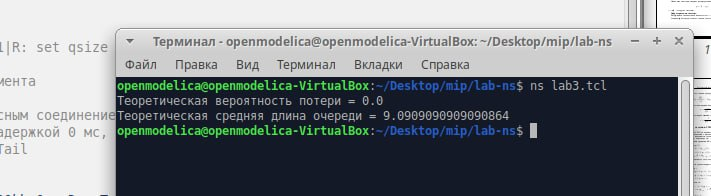 l|R: set qsize
мента
сным соединение
адержкой 0 мс,
Tail
Терминал - openmodelica@openmodelica-VirtualBox: ~/Desktop/mip/lab-ns
Файл Правка Вид Терминал Вкладки Справка
openmodelica@openmodelica-VirtualBox:~/Desktop/mip/lab-ns$ ns lab3.tcl
Теоретическая вероятность потери = 0.0
Теоретическая средняя длина очереди = 9.0909090909090864
openmodelica@openmodelica-VirtualBox:~/Desktop/mip/lab-ns$